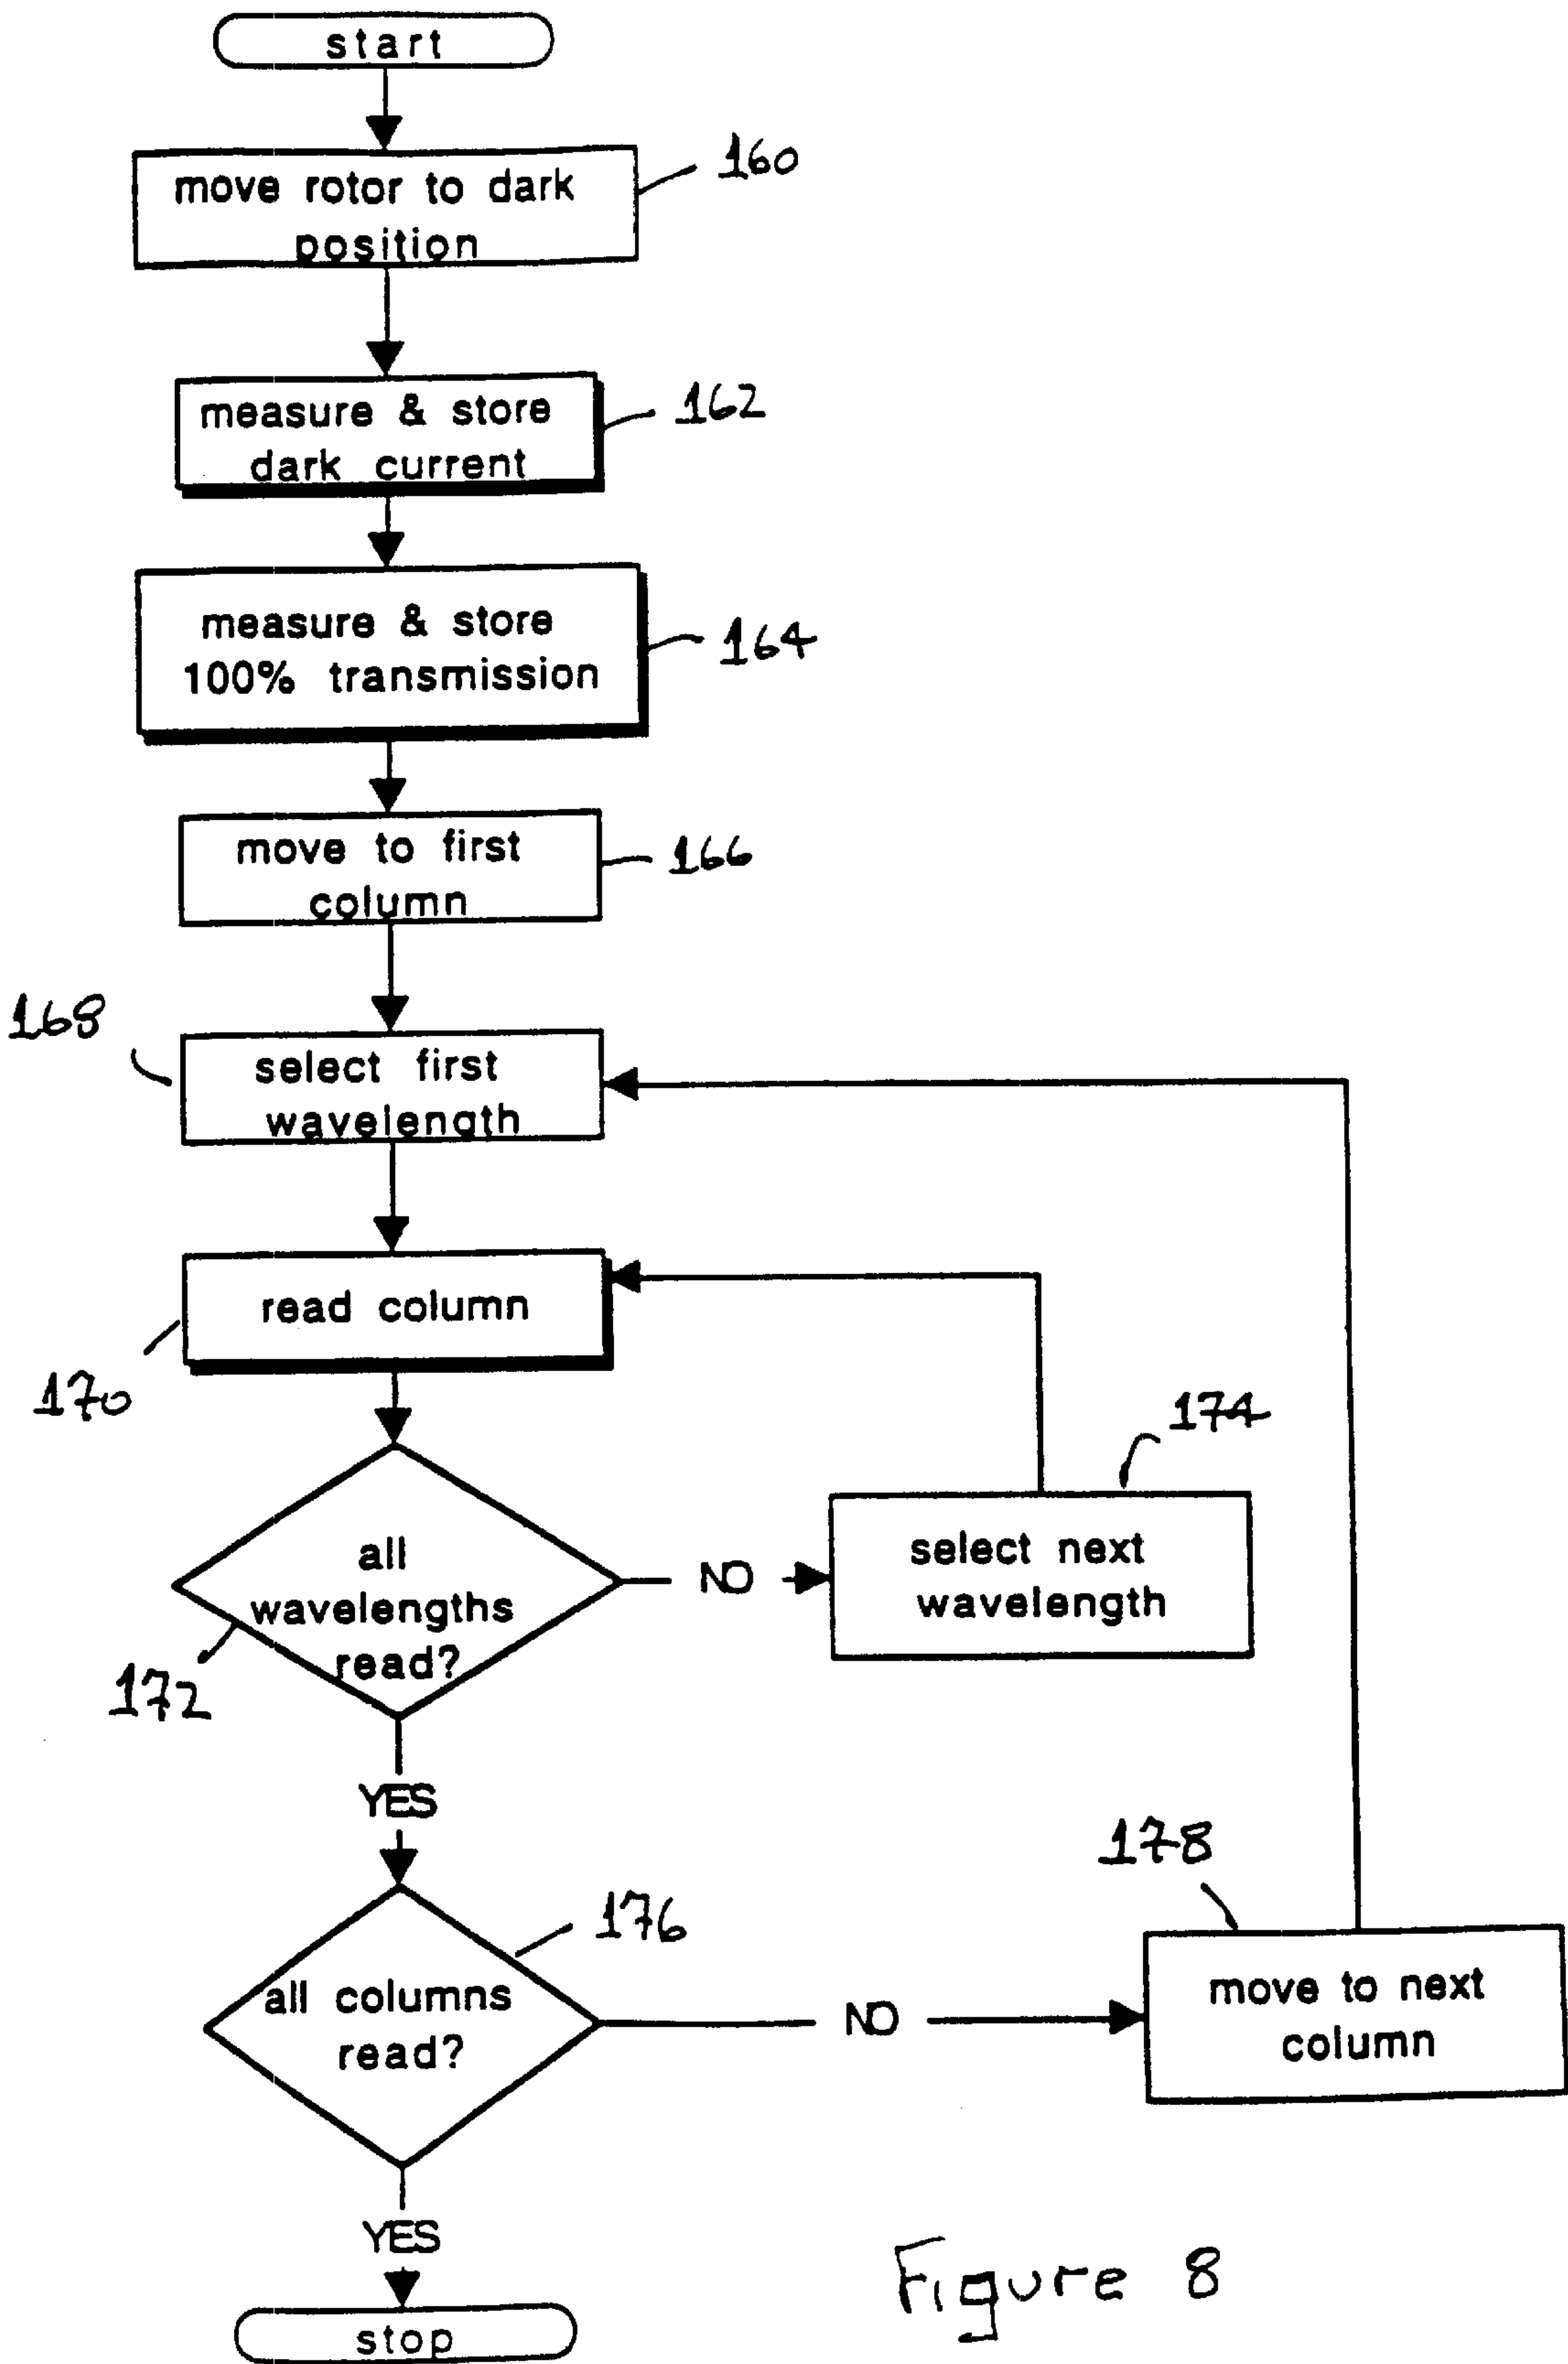 start
160
move rotor to dark
position
162
measure & store
dark current
164
measure & store
100% transmission
166
move to first
column
168
select first
wavelength
170
read column
174
select next
wavelength
172
all
wavelengths
read?
NO
YES
176
all columns
read?
NO
178
move to next
column
YES
stop
Figure 8